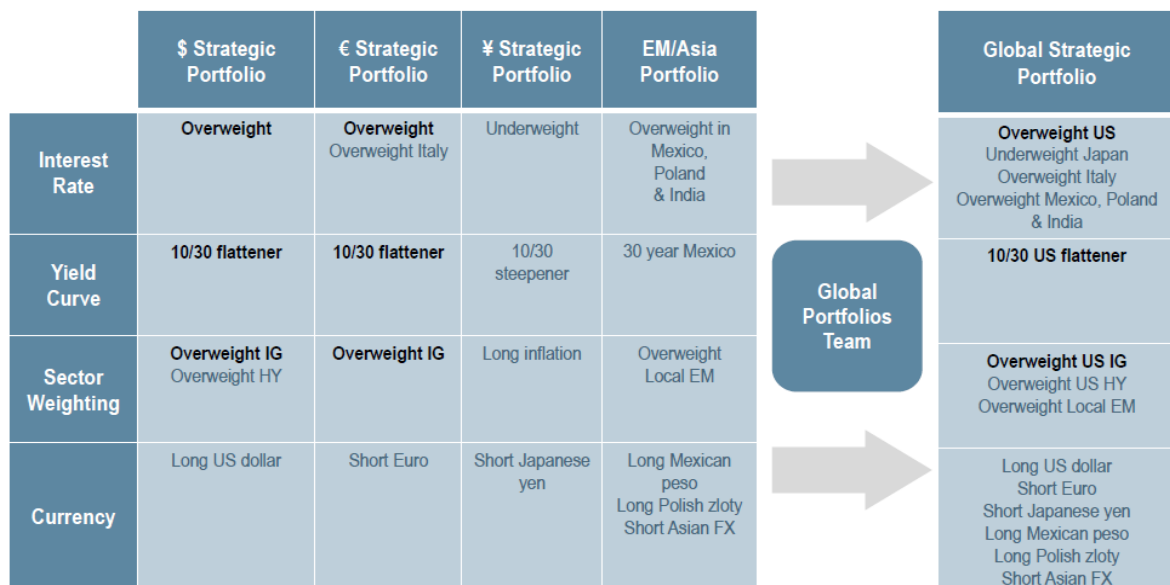 $ Strategic
Portfolio
€ Strategic
Portfolio
¥ Strategic
Portfolio
EM/Asia
Portfolio
Global Strategic
Portfolio
Interest
Rate
Overweight
Overweight
Overweight Italy
Underweight
Overweight in
Mexico,
Poland
& India
Overweight US
Underweight Japan
Overweight Italy
Overweight Mexico, Poland
& India
Yield
Curve
10/30 flattener
10/30 flattener
10/30
steepener
30 year Mexico
Global
Portfolios
Team
10/30 US flattener
Sector
Weighting
Overweight IG
Overweight HY
Overweight IG
Long inflation
Overweight
Local EM
Overweight US IG
Overweight US HY
Overweight Local EM
Currency
Long US dollar
Short Euro
Short Japanese
yen
Long Mexican
peso
Long Polish zloty
Short Asian FX
Long US dollar
Short Euro
Short Japanese yen
Long Mexican peso
Long Polish zloty
Short Asian FX